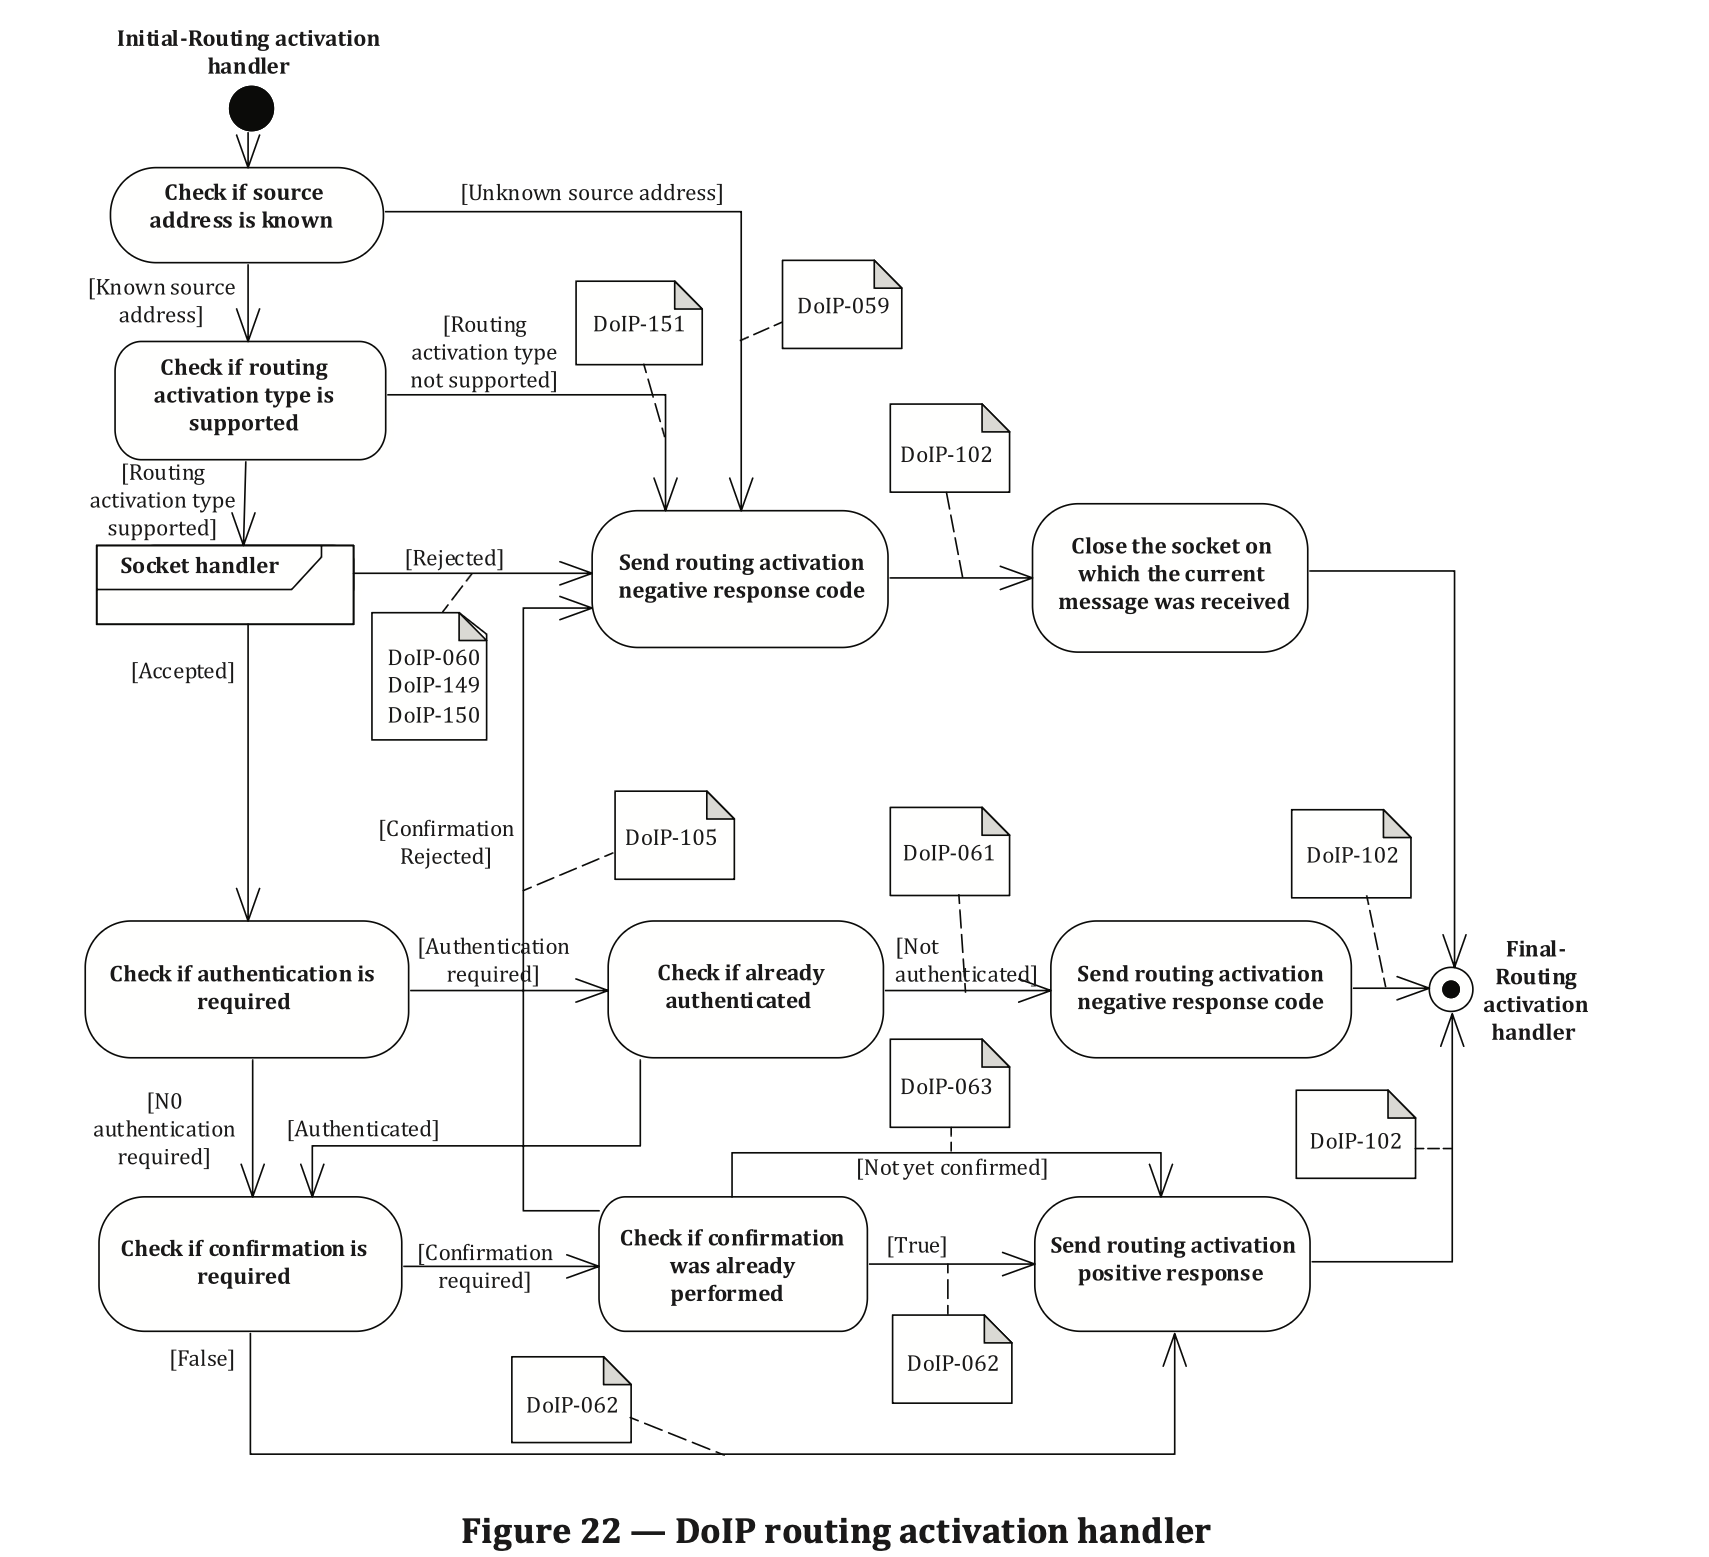 Initial-Routing activation
handler
Check if source
address is known
[Unknown source address]
[Known source
address]
DoIP-151
DoIP-059
[Routing
activation type
not supported]
Check if routing
activation type is
supported
DoIP-102
[Routing
activation type
supported]
Socket handler
[Rejected]
Send routing activation
negative response code
Close the socket on
which the current
message was received
[Accepted]
DoIP-060
DoIP-149
DoIP-150
[Confirmation
Rejected]
DoIP-105
DoIP-061
DoIP-102
Check if authentication is
required
[Authentication
required]
Check if already
authenticated
[Not
authenticated]
Send routing activation
negative response code
Final-
Routing
activation
handler
[N0
authentication
required]
[Authenticated]
DoIP-063
[Not yet confirmed]
DoIP-102
Check if confirmation is
required
[Confirmation
required]
Check if confirmation
was already
performed
[True]
Send routing activation
positive response
[False]
DoIP-062
DoIP-062
Figure 22 — DoIP routing activation handler